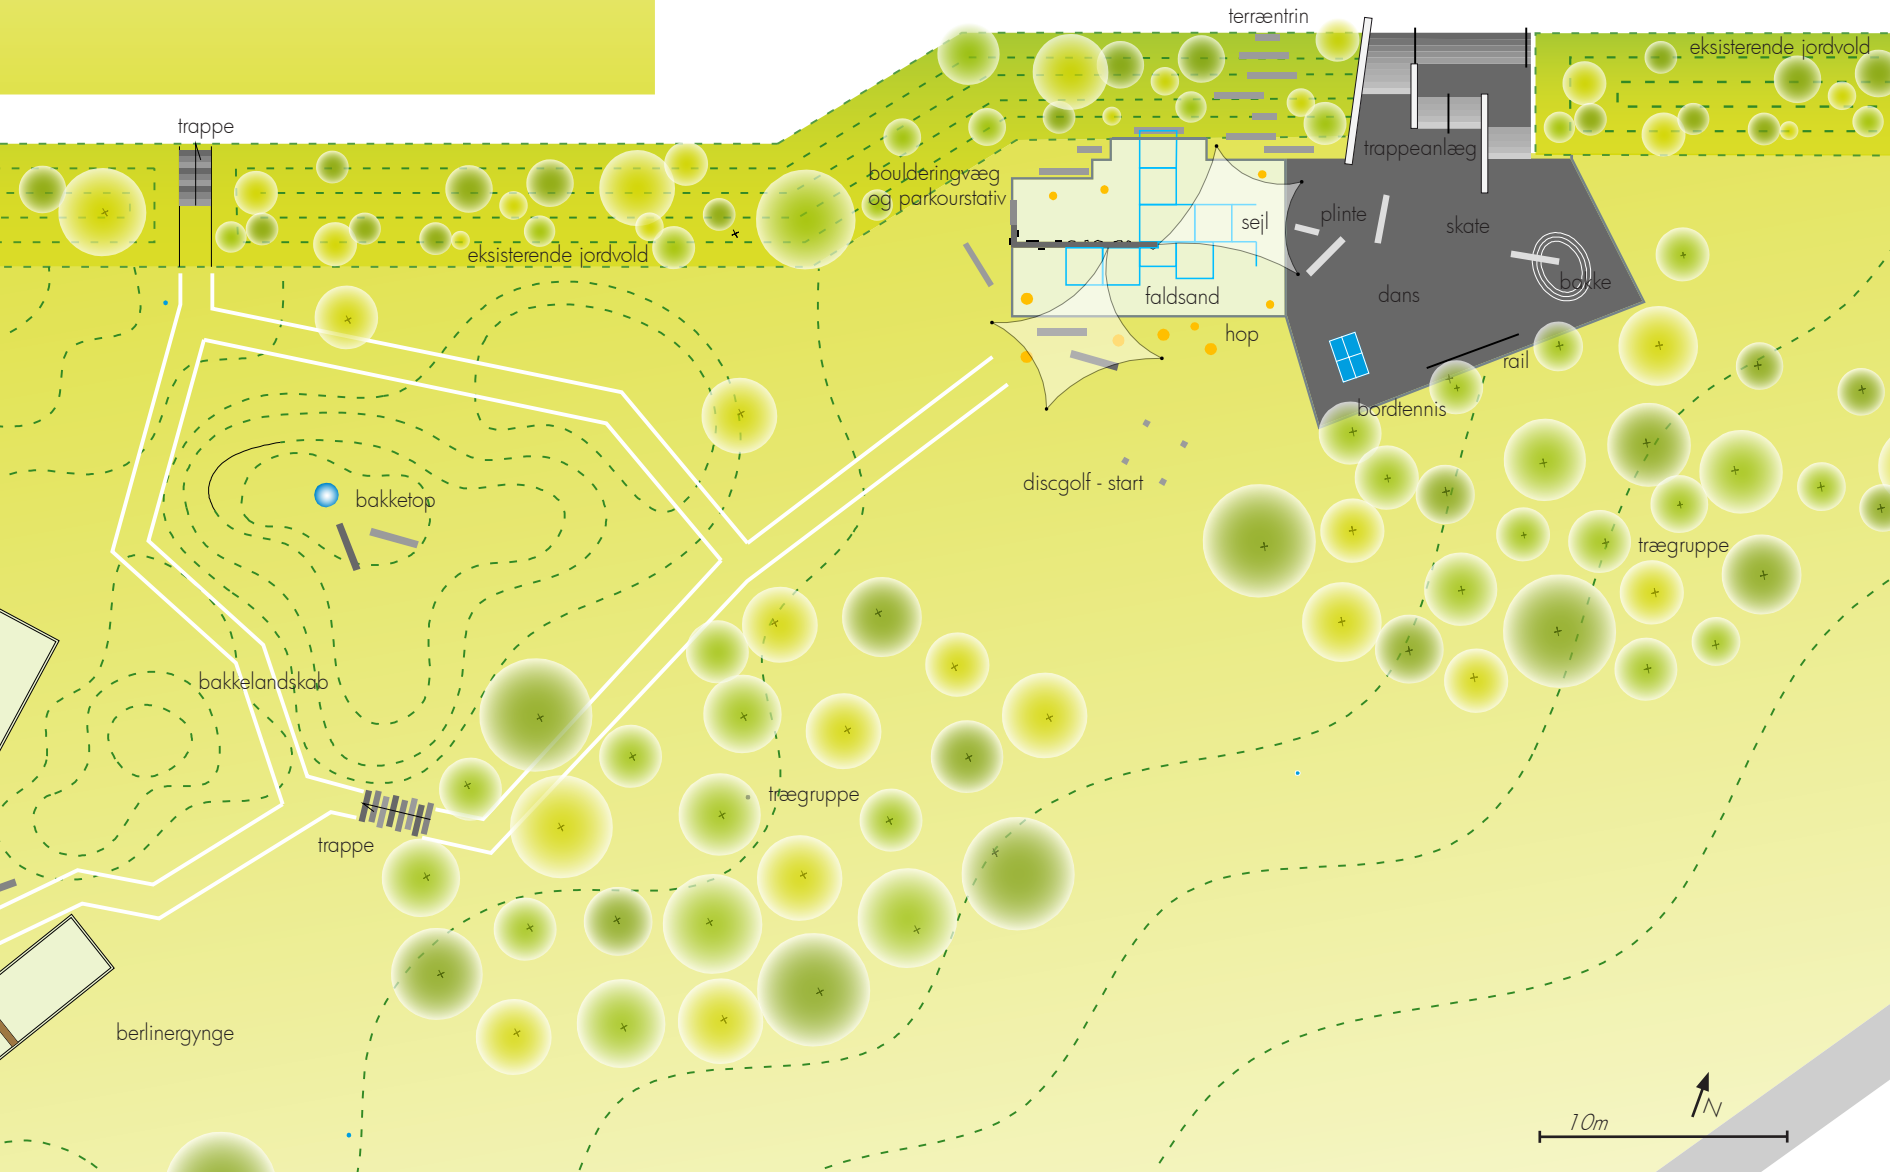 terræntrin
eksisterende jordvold
trappe
trappeanlæg
boulderingvæg
og parkourstativ
plinte
sejl
skate
eksisterende jordvold
bakke
faldsand
dans
hop
rail
bordtennis
discgolf - start
bakketop
trægruppe
bakkelandskab
trægruppe
trappe
berlinergynge
N
10m